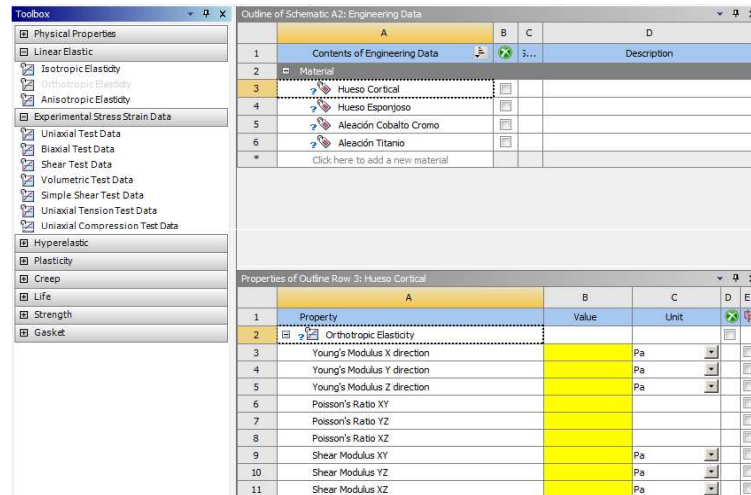 Toolbox
Physical Properties
Linear Elastic
Isotropic Elasticity
Orthotropic Elasticity
Anisotropic Elasticity
Experimental Stress Strain Data
Uniaxial Test Data
Biaxial Test Data
Shear Test Data
Volumetric Test Data
Simple Shear Test Data
Uniaxial Tension Test Data
Uniaxial Compression Test Data
Hyperelastic
Plasticity
Creep
Life
Strength
Gasket
Outline of Schematic A2: Engineering Data
A B C D
1 Contents of Engineering Data 3... Description
2 Material
3 ? Hueso Cortical
4 ? Hueso Esponjoso
5 ? Aleación Cobalto Cromo
6 ? Aleación Titanio
* Click here to add a new material
Properties of Outline Row 3: Hueso Cortical
A B C D E
1 Property Value Unit
2 ? Orthotropic Elasticity
3 Young's Modulus X direction Pa
4 Young's Modulus Y direction Pa
5 Young's Modulus Z direction Pa
6 Poisson's Ratio XY
7 Poisson's Ratio YZ
8 Poisson's Ratio XZ
9 Shear Modulus XY Pa
10 Shear Modulus YZ Pa
11 Shear Modulus XZ Pa